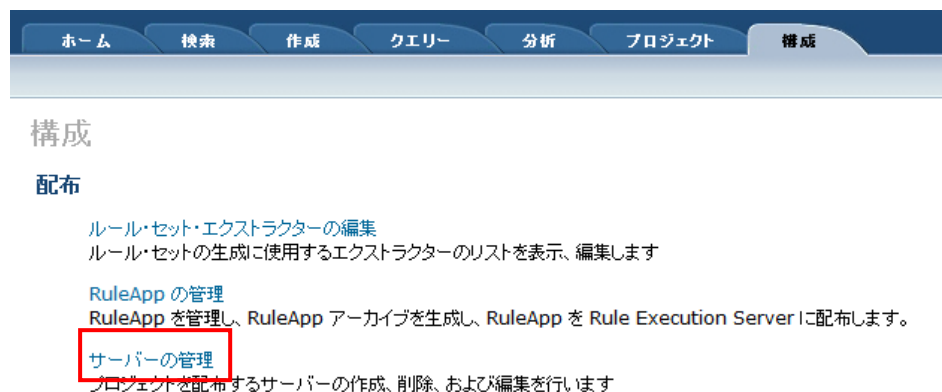 ホーム 検索 作成 クエリー 分析 プロジェクト 構成
構成
配布
ルール・セット・エクストラクターの編集
ルール・セットの生成に使用するエクストラクターのリストを表示、編集します
RuleApp の管理
RuleApp を管理し、RuleApp アーカイブを生成し、RuleApp を Rule Execution Server に配布します。
サーバーの管理
プロジェクトを配布するサーバーの作成、削除、および編集を行います